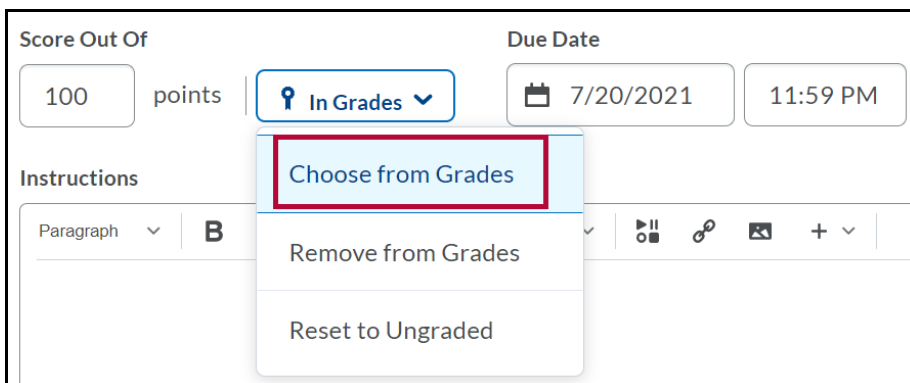 Score Out Of
Due Date
100 points
In Grades
7/20/2021
11:59 PM
Choose from Grades
Instructions
Paragraph
B
Remove from Grades
Reset to Ungraded